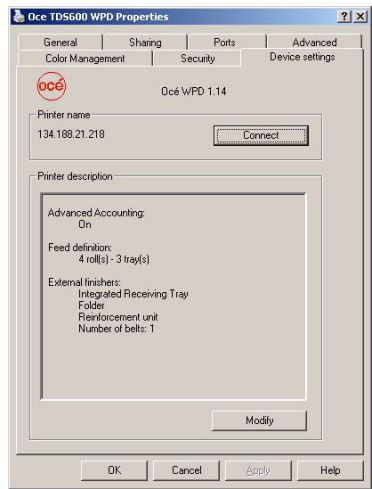 Oce TDS600 WPD Properties
General
Sharing
Ports
Advanced
Color Management
Security
Device settings
océ
Océ WPD 1.14
Printer name
134.188.21.218
Connect
Printer description
Advanced Accounting:
On
Feed definition:
4 roll(s) - 3 tray(s)
External finishers:
Integrated Receiving Tray
Folder
Reinforcement unit
Number of belts: 1
Modify
OK
Cancel
Apply
Help